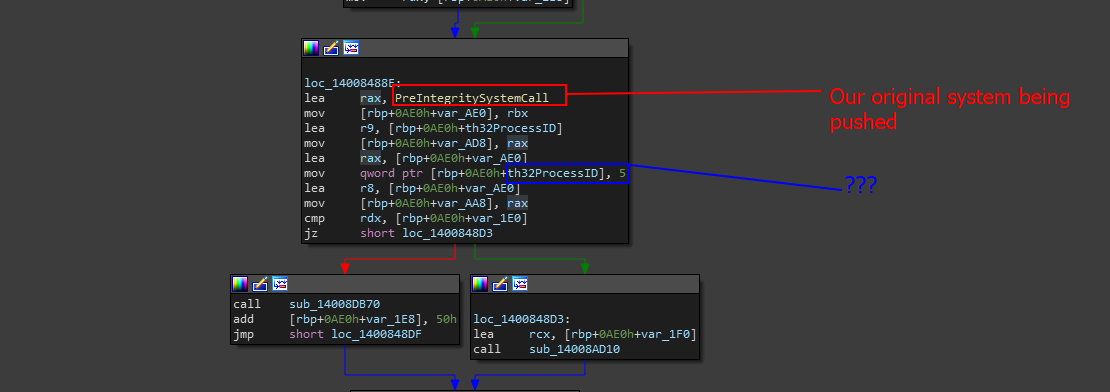 loc_14008488E:
lea rax, PreIntegritySystemCall
mov [rbp+0AE0h+var_AE0], rbx
lea r9, [rbp+0AE0h+th32ProcessID]
mov [rbp+0AE0h+var_AD8], rax
lea rax, [rbp+0AE0h+var_AE0]
mov qword ptr [rbp+0AE0h+th32ProcessID], 5
lea r8, [rbp+0AE0h+var_AE0]
mov [rbp+0AE0h+var_AA8], rax
cmp rdx, [rbp+0AE0h+var_1E0]
jz short loc_1400848D3
Our original system being
pushed
???
call sub_14008DB70
add [rbp+0AE0h+var_1E8], 50h
jmp short loc_1400848DF
loc_1400848D3:
lea rcx, [rbp+0AE0h+var_1F0]
call sub_14008AD10